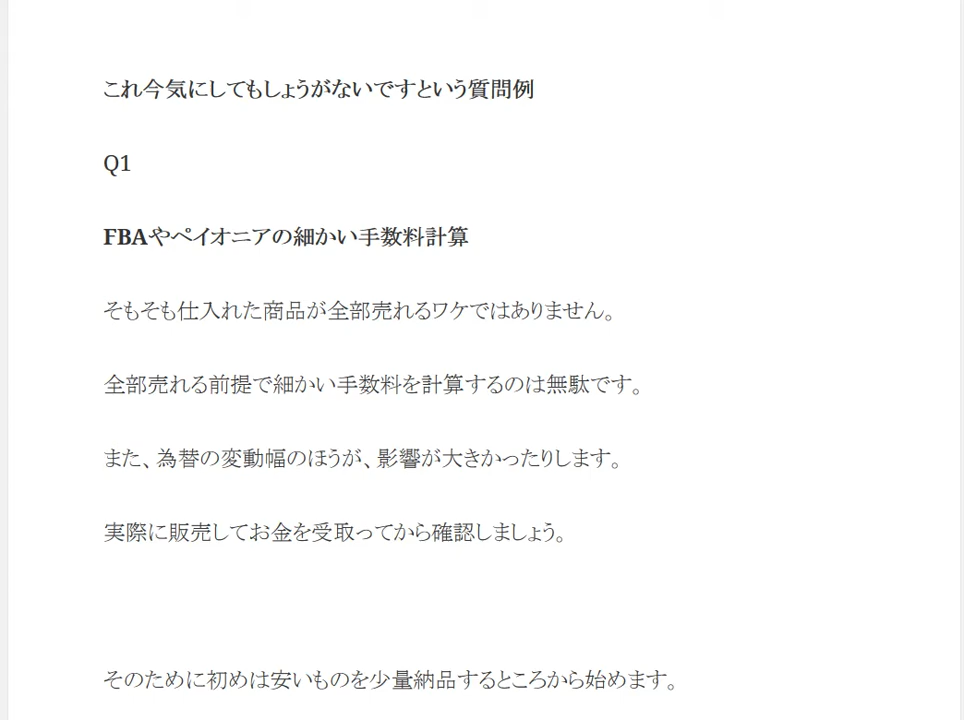 これ今気にしてもしょうがないですという質問例
Q1
FBAやペイオニアの細かい手数料計算
そもそも仕入れた商品が全部売れるワケではありません。
全部売れる前提で細かい手数料を計算するのは無駄です。
また、為替の変動幅のほうが、影響が大きかったりします。
実際に販売してお金を受取ってから確認しましょう。
そのために初めは安いものを少量納品するところから始めます。